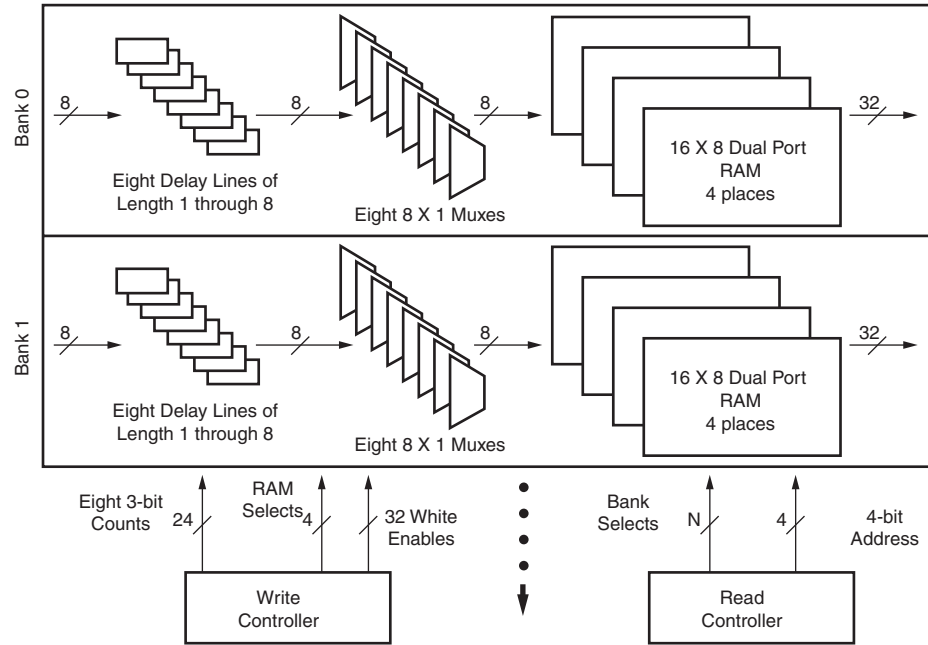 Bank 0
8
8
8
32
Eight Delay Lines of
Length 1 through 8
Eight 8 X 1 Muxes
16 X 8 Dual Port
RAM
4 places
Bank 1
8
8
8
32
Eight Delay Lines of
Length 1 through 8
Eight 8 X 1 Muxes
16 X 8 Dual Port
RAM
4 places
Eight 3-bit
Counts
24
RAM
Selects
4
32 White
Enables
Bank
Selects
N
4
4-bit
Address
Write
Controller
Read
Controller